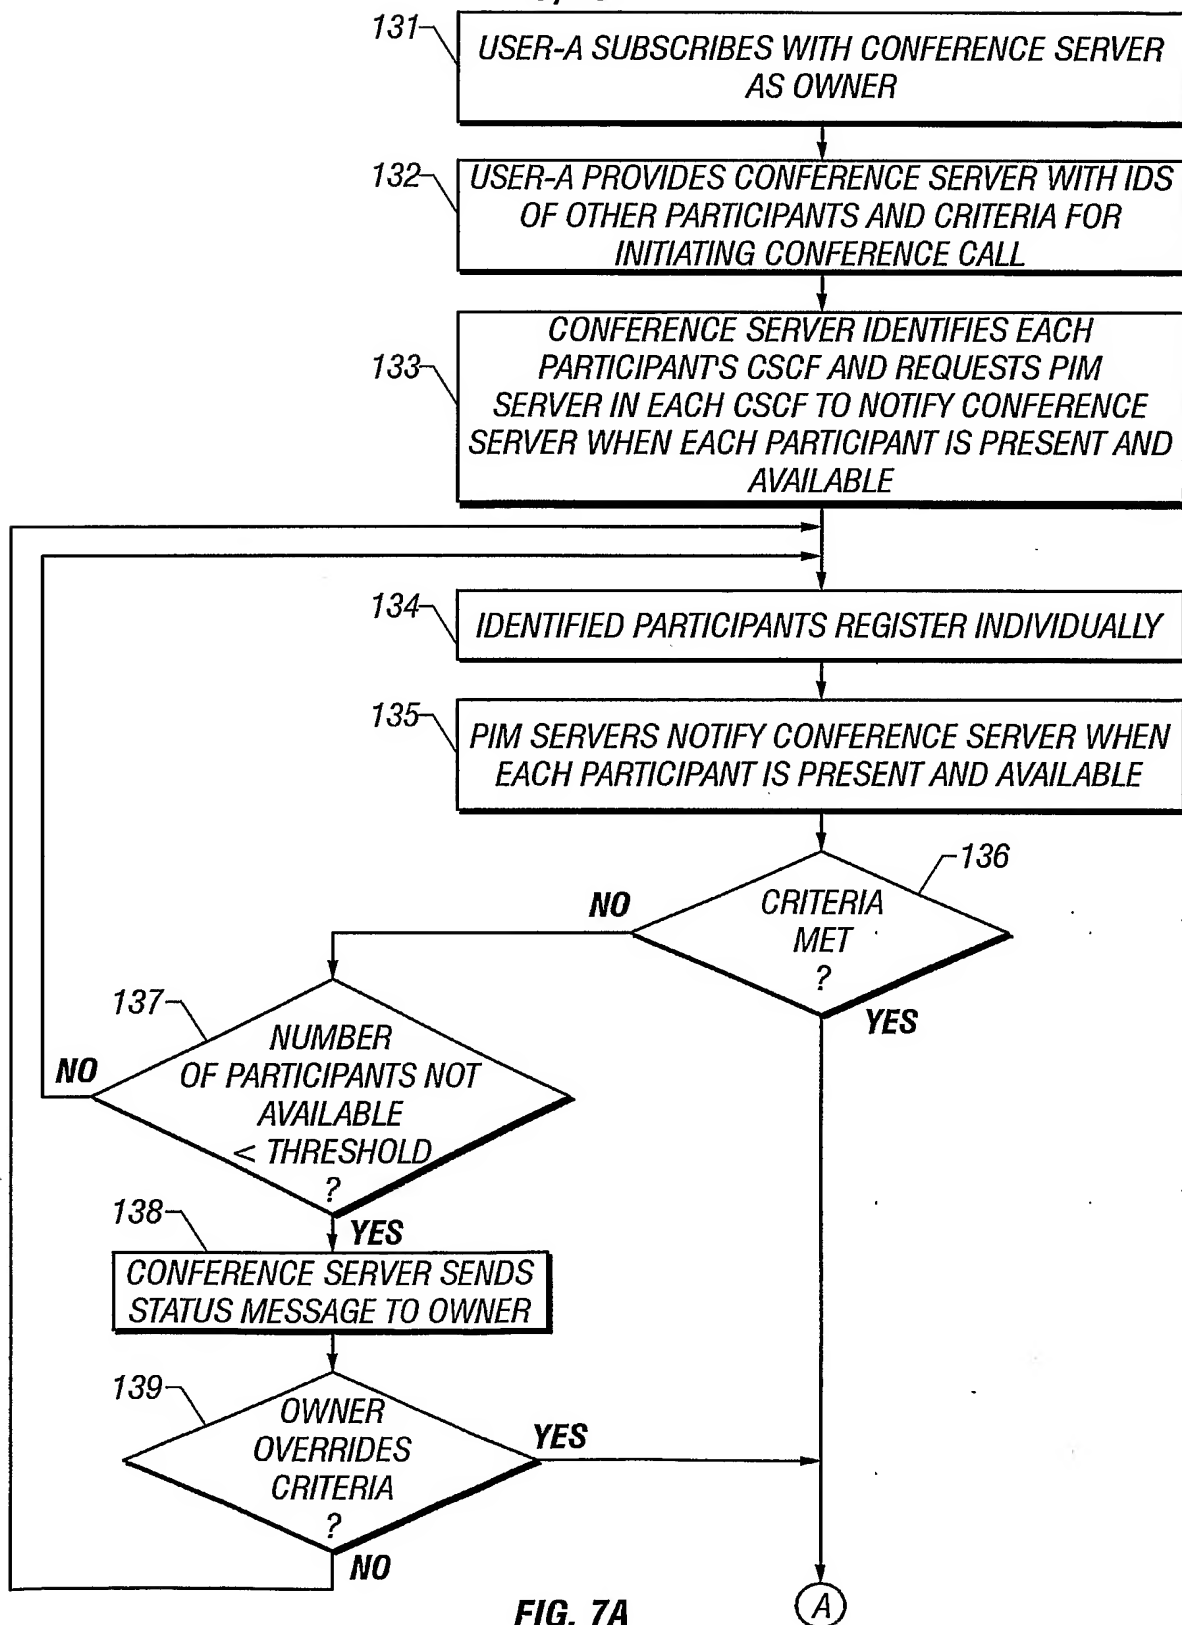 131
USER-A SUBSCRIBES WITH CONFERENCE SERVER
AS OWNER
132
USER-A PROVIDES CONFERENCE SERVER WITH IDS
OF OTHER PARTICIPANTS AND CRITERIA FOR
INITIATING CONFERENCE CALL
133
CONFERENCE SERVER IDENTIFIES EACH
PARTICIPANT'S CSCF AND REQUESTS PIM
SERVER IN EACH CSCF TO NOTIFY CONFERENCE
SERVER WHEN EACH PARTICIPANT IS PRESENT AND
AVAILABLE
134
IDENTIFIED PARTICIPANTS REGISTER INDIVIDUALLY
135
PIM SERVERS NOTIFY CONFERENCE SERVER WHEN
EACH PARTICIPANT IS PRESENT AND AVAILABLE
136
CRITERIA
MET
?
NO
YES
137
NUMBER
OF PARTICIPANTS NOT
AVAILABLE
< THRESHOLD
?
NO
YES
138
CONFERENCE SERVER SENDS
STATUS MESSAGE TO OWNER
139
OWNER
OVERRIDES
CRITERIA
?
YES
NO
A
FIG. 7A